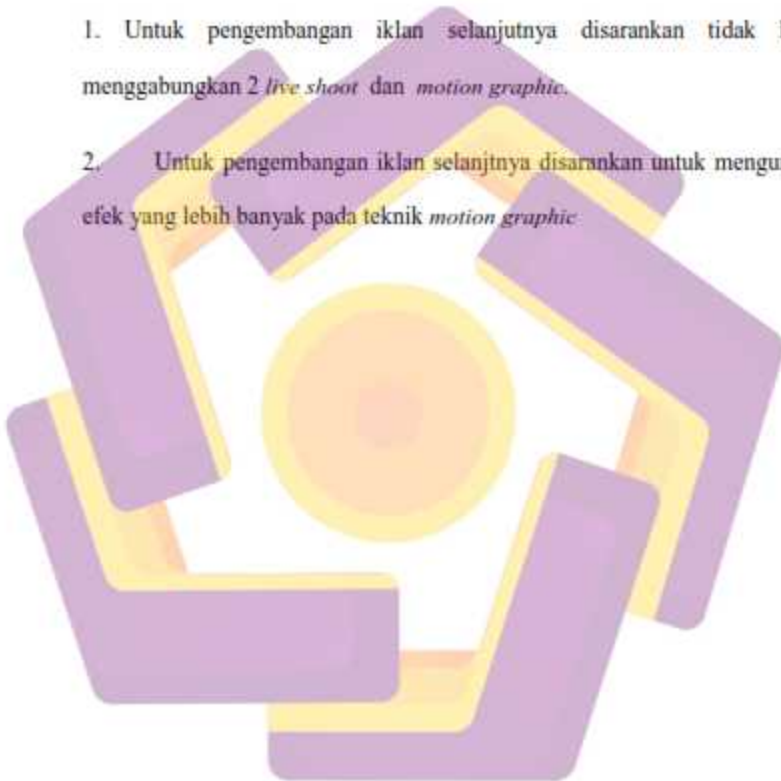 1. Untuk pengembangan iklan selanjutnya disarankan tidak
menggabungkan 2 live shoot dan motion graphic.
2. Untuk pengembangan iklan selanjtnya disarankan untuk
efek yang lebih banyak pada teknik motion graphic